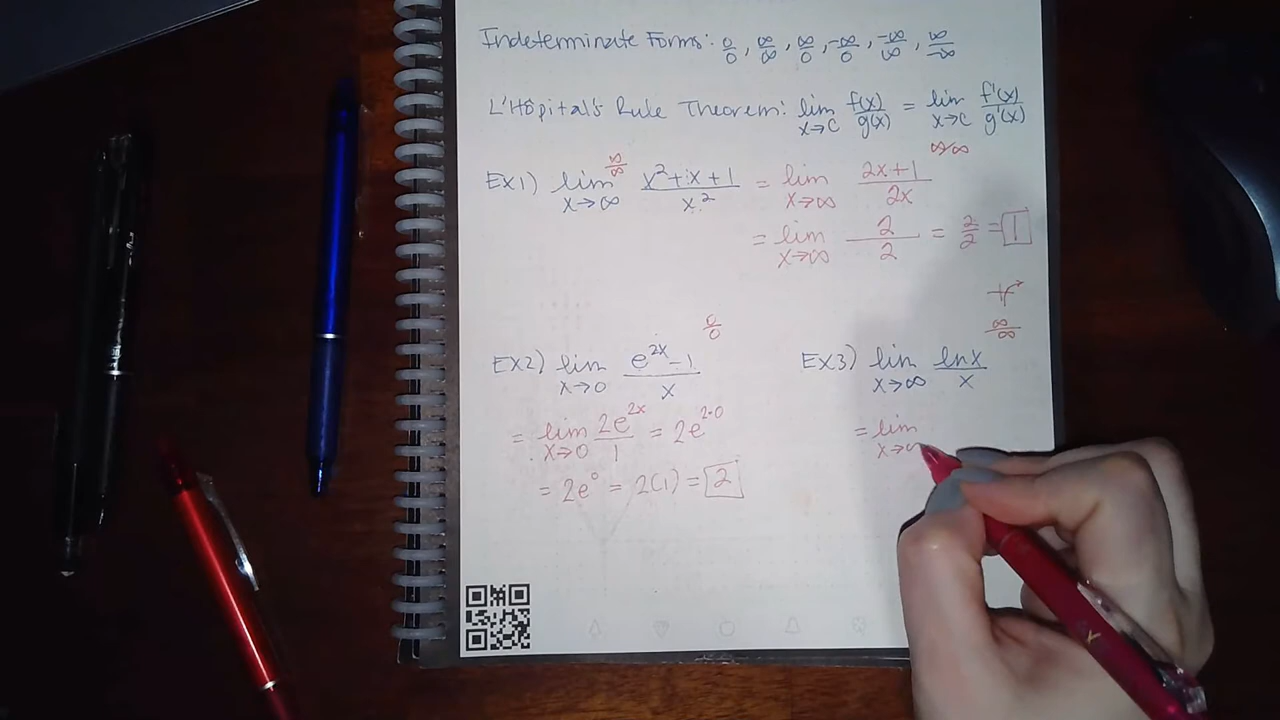 Indeterminate Forms: 0/0, ∞/∞, ∞/0, -∞/0, -∞/∞, ∞/-∞
L'Hôpital's Rule Theorem: lim x→c f(x)/g(x) = lim x→c f'(x)/g'(x)
∞/∞ ∞/∞
EX1) lim x→∞ x²+x+1/x² = lim x→∞ 2x+1/2x
= lim x→∞ 2/2 = 2/2 = 1
0/0 ∞/∞
EX2) lim x→0 e^2x-1/x
= lim x→0 2e^2x/1 = 2e^2·0
= 2e^0 = 2(1) = 2
EX3) lim x→∞ lnx/x
= lim x→∞